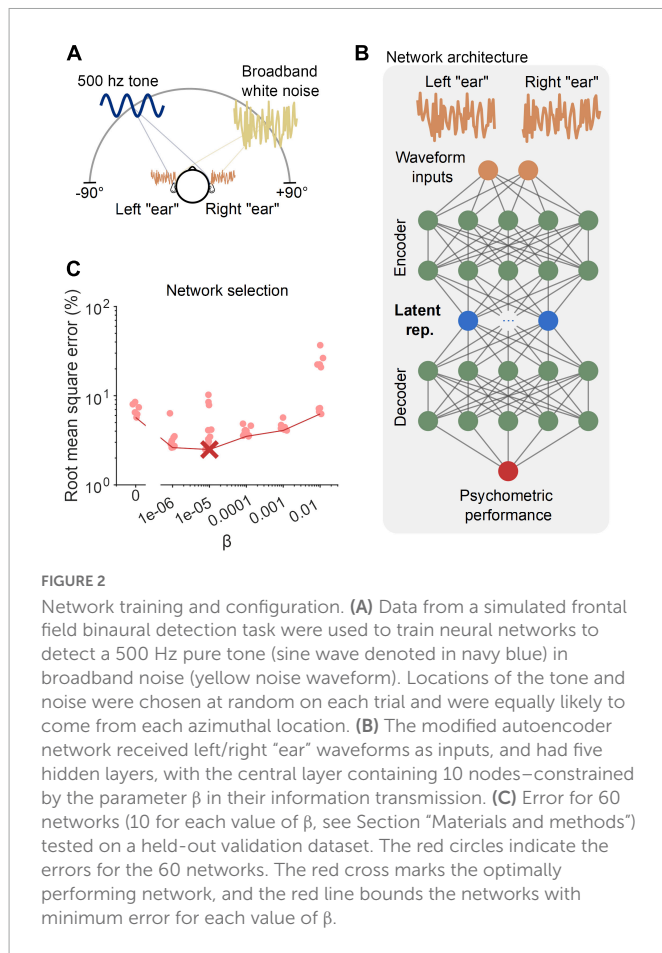 A
500 hz tone
Broadband
white noise
-90°
+90°
Left "ear"
Right "ear"
B
Network architecture
Left "ear"
Right "ear"
Waveform
inputs
Encoder
Latent
rep.
...
Decoder
Psychometric
performance
C
Network selection
Root mean square error (%)
10²
10¹
10⁰
0
1e-06
1e-05
0.0001
0.001
0.01
β
FIGURE 2
Network training and configuration. (A) Data from a simulated frontal
field binaural detection task were used to train neural networks to
detect a 500 Hz pure tone (sine wave denoted in navy blue) in
broadband noise (yellow noise waveform). Locations of the tone and
noise were chosen at random on each trial and were equally likely to
come from each azimuthal location. (B) The modified autoencoder
network received left/right “ear” waveforms as inputs, and had five
hidden layers, with the central layer containing 10 nodes–constrained
by the parameter β in their information transmission. (C) Error for 60
networks (10 for each value of β, see Section “Materials and methods”)
tested on a held-out validation dataset. The red circles indicate the
errors for the 60 networks. The red cross marks the optimally
performing network, and the red line bounds the networks with
minimum error for each value of β.